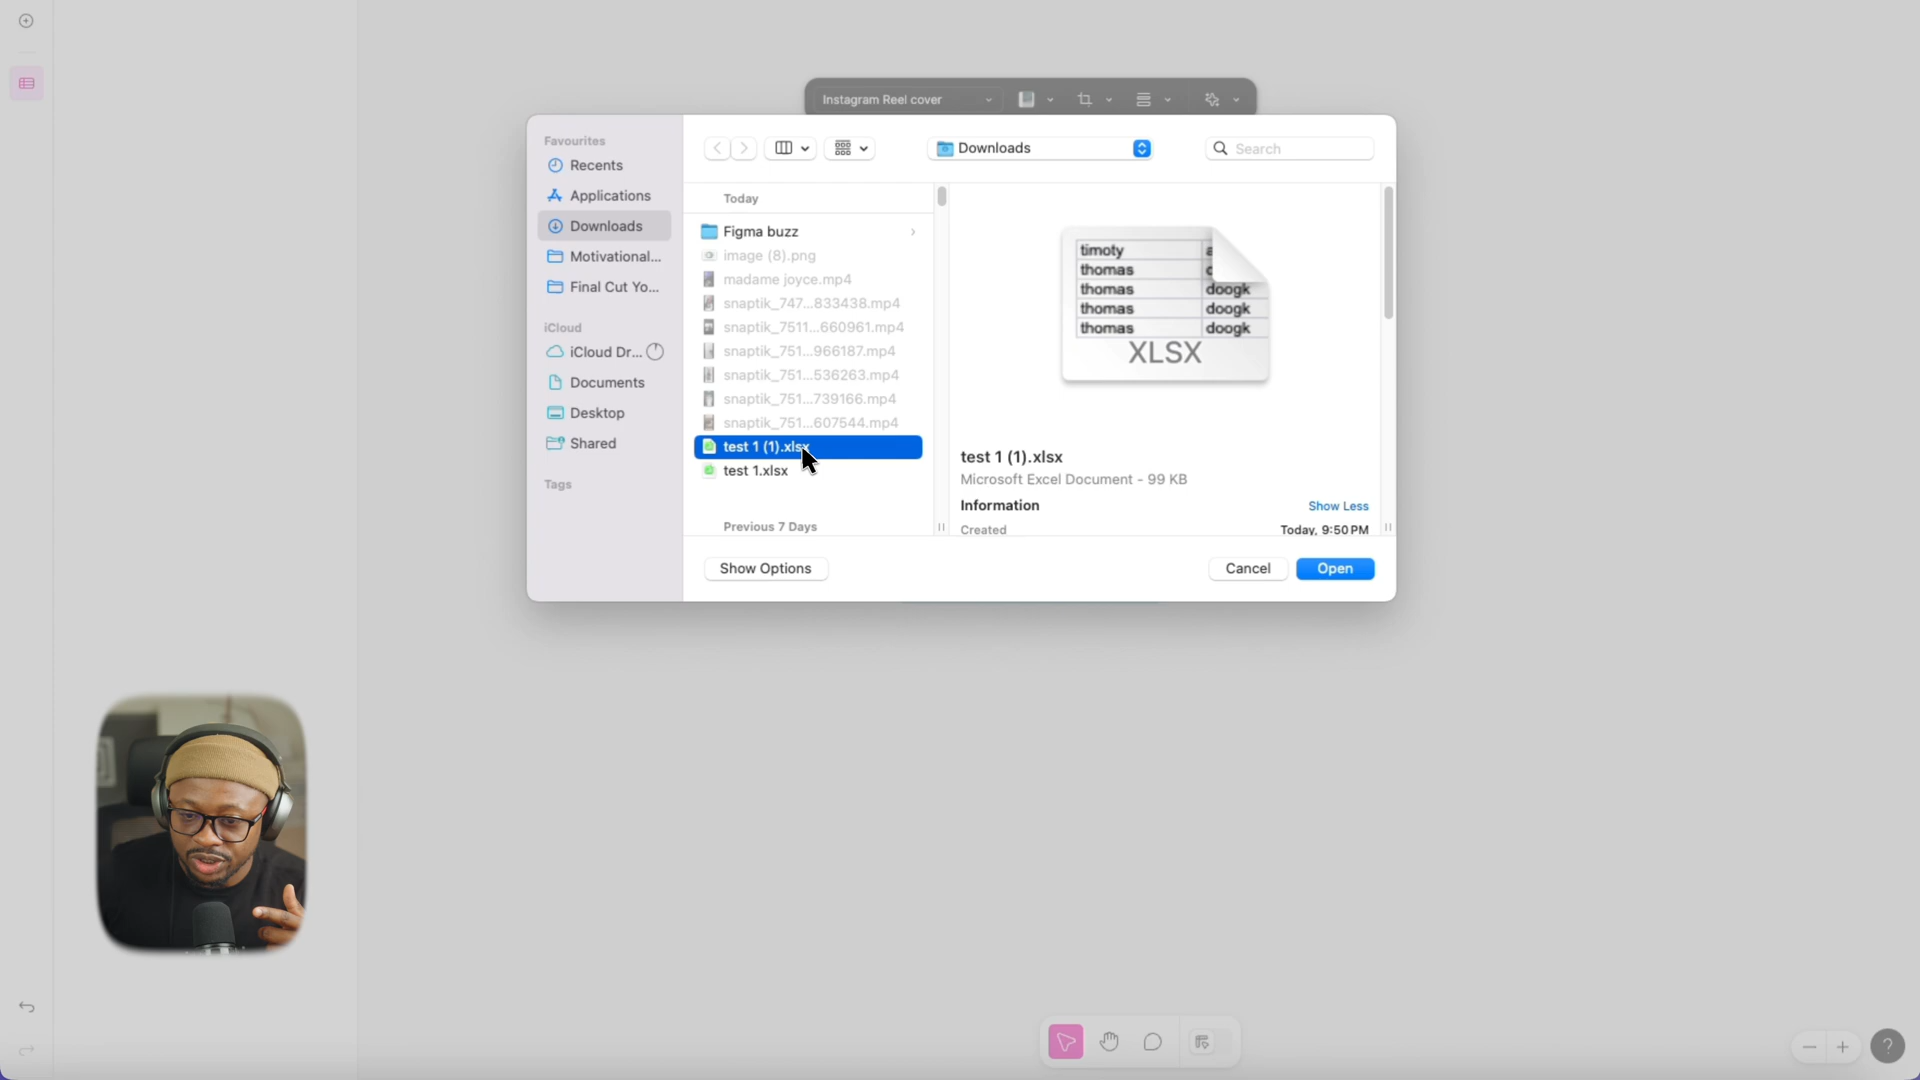 Instagram Reel cover
Favourites
Recents
Applications
Downloads
Motivational...
Final Cut Yo...
iCloud
iCloud Dr...
Documents
Desktop
Shared
Tags
Downloads
Search
Today
Figma buzz
image (8).png
madame joyce.mp4
snaptik_747...833438.mp4
snaptik_7511...660961.mp4
snaptik_751...966187.mp4
snaptik_751...536263.mp4
snaptik_751...739166.mp4
snaptik_751...607544.mp4
test 1 (1).xlsx
test 1.xlsx
Previous 7 Days
timoty a
thomas
thomas doogk
thomas doogk
thomas doogk
XLSX
test 1 (1).xlsx
Microsoft Excel Document - 99 KB
Information Show Less
Created Today, 9:50 PM
Show Options
Cancel
Open
?